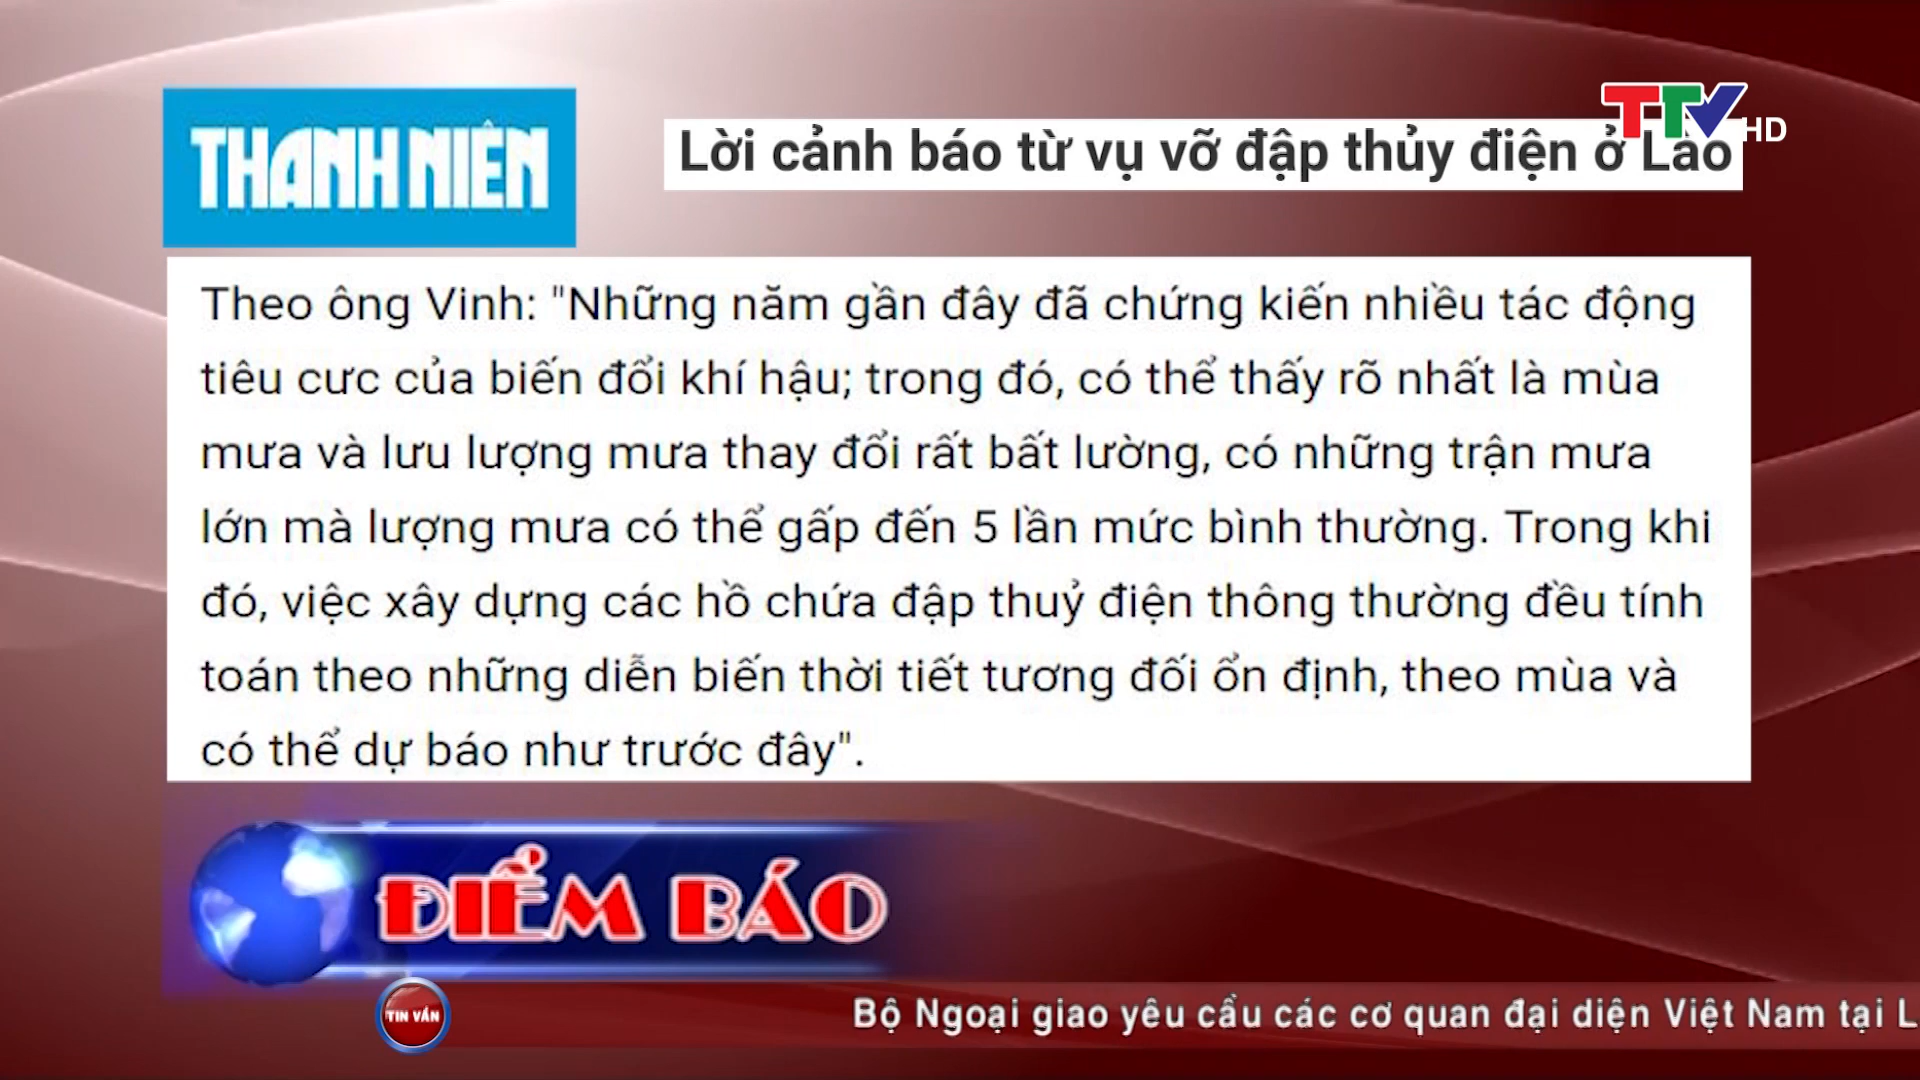 THANH NIÊN
Lời cảnh báo từ vụ vỡ đập thủy điện ở Lào
TTV HD
Theo ông Vinh: "Những năm gần đây đã chứng kiến nhiều tác động
tiêu cưc của biến đổi khí hậu; trong đó, có thể thấy rõ nhất là mùa
mưa và lưu lượng mưa thay đổi rất bất lường, có những trận mưa
lớn mà lượng mưa có thể gấp đến 5 lần mức bình thường. Trong khi
đó, việc xây dựng các hồ chứa đập thuỷ điện thông thường đều tính
toán theo những diễn biến thời tiết tương đối ổn định, theo mùa và
có thể dự báo như trước đây".
ĐIỂM BÁO
TIN VẮN
Bộ Ngoại giao yêu cầu các cơ quan đại diện Việt Nam tại L